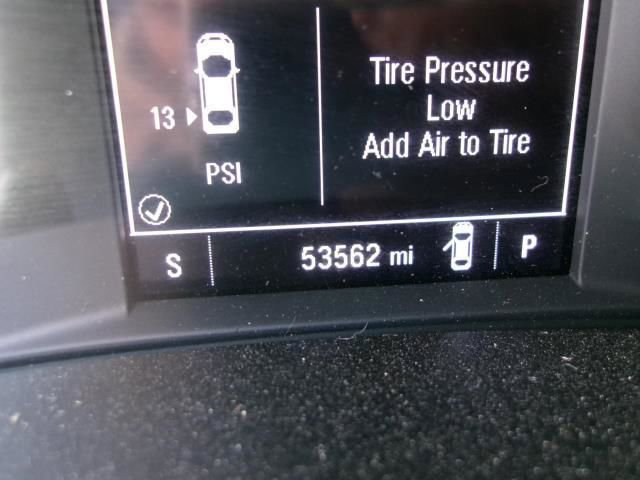 Tire Pressure
Low
Add Air to Tire
13
PSI
S
53562 mi
P